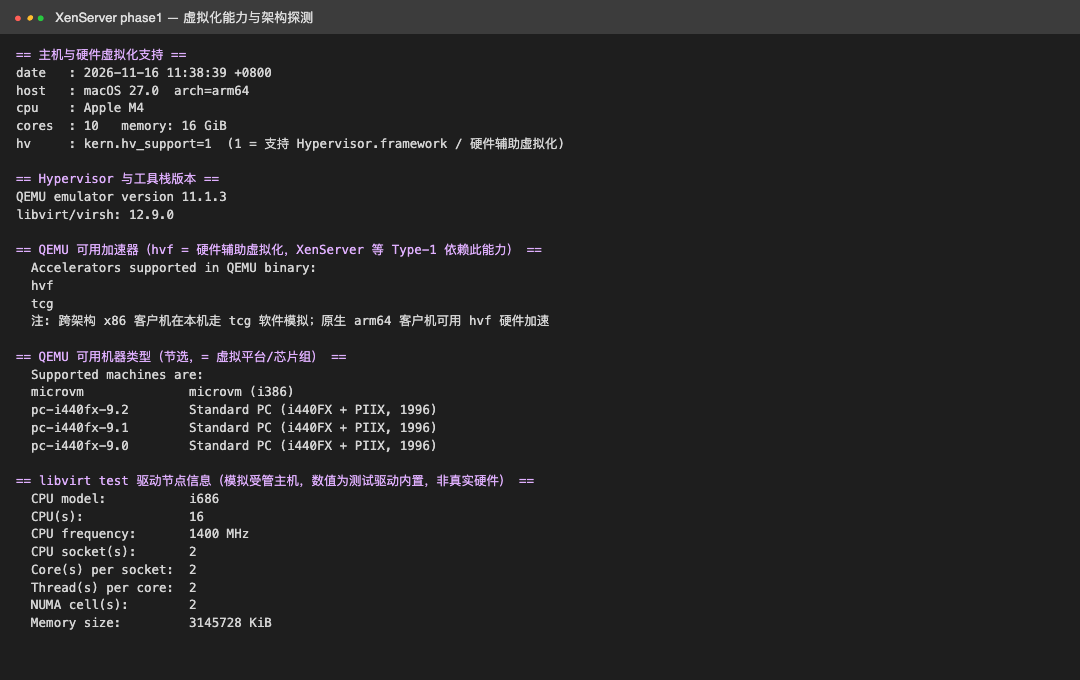 XenServer phase1 — 虚拟化能力与架构探测
== 主机与硬件虚拟化支持 ==
date   : 2026-11-16 11:38:39 +0800
host   : macOS 27.0  arch=arm64
cpu    : Apple M4
cores  : 10   memory: 16 GiB
hv     : kern.hv_support=1  (1 = 支持 Hypervisor.framework / 硬件辅助虚拟化)
== Hypervisor 与工具栈版本 ==
QEMU emulator version 11.1.3
libvirt/virsh: 12.9.0
== QEMU 可用加速器（hvf = 硬件辅助虚拟化，XenServer 等 Type-1 依赖此能力） ==
Accelerators supported in QEMU binary:
hvf
tcg
注: 跨架构 x86 客户机在本机走 tcg 软件模拟；原生 arm64 客户机可用 hvf 硬件加速
== QEMU 可用机器类型（节选，= 虚拟平台/芯片组） ==
Supported machines are:
microvm              microvm (i386)
pc-i440fx-9.2        Standard PC (i440FX + PIIX, 1996)
pc-i440fx-9.1        Standard PC (i440FX + PIIX, 1996)
pc-i440fx-9.0        Standard PC (i440FX + PIIX, 1996)
== libvirt test 驱动节点信息（模拟受管主机，数值为测试驱动内置，非真实硬件） ==
CPU model:           i686
CPU(s):              16
CPU frequency:       1400 MHz
CPU socket(s):       2
Core(s) per socket:  2
Thread(s) per core:  2
NUMA cell(s):        2
Memory size:         3145728 KiB